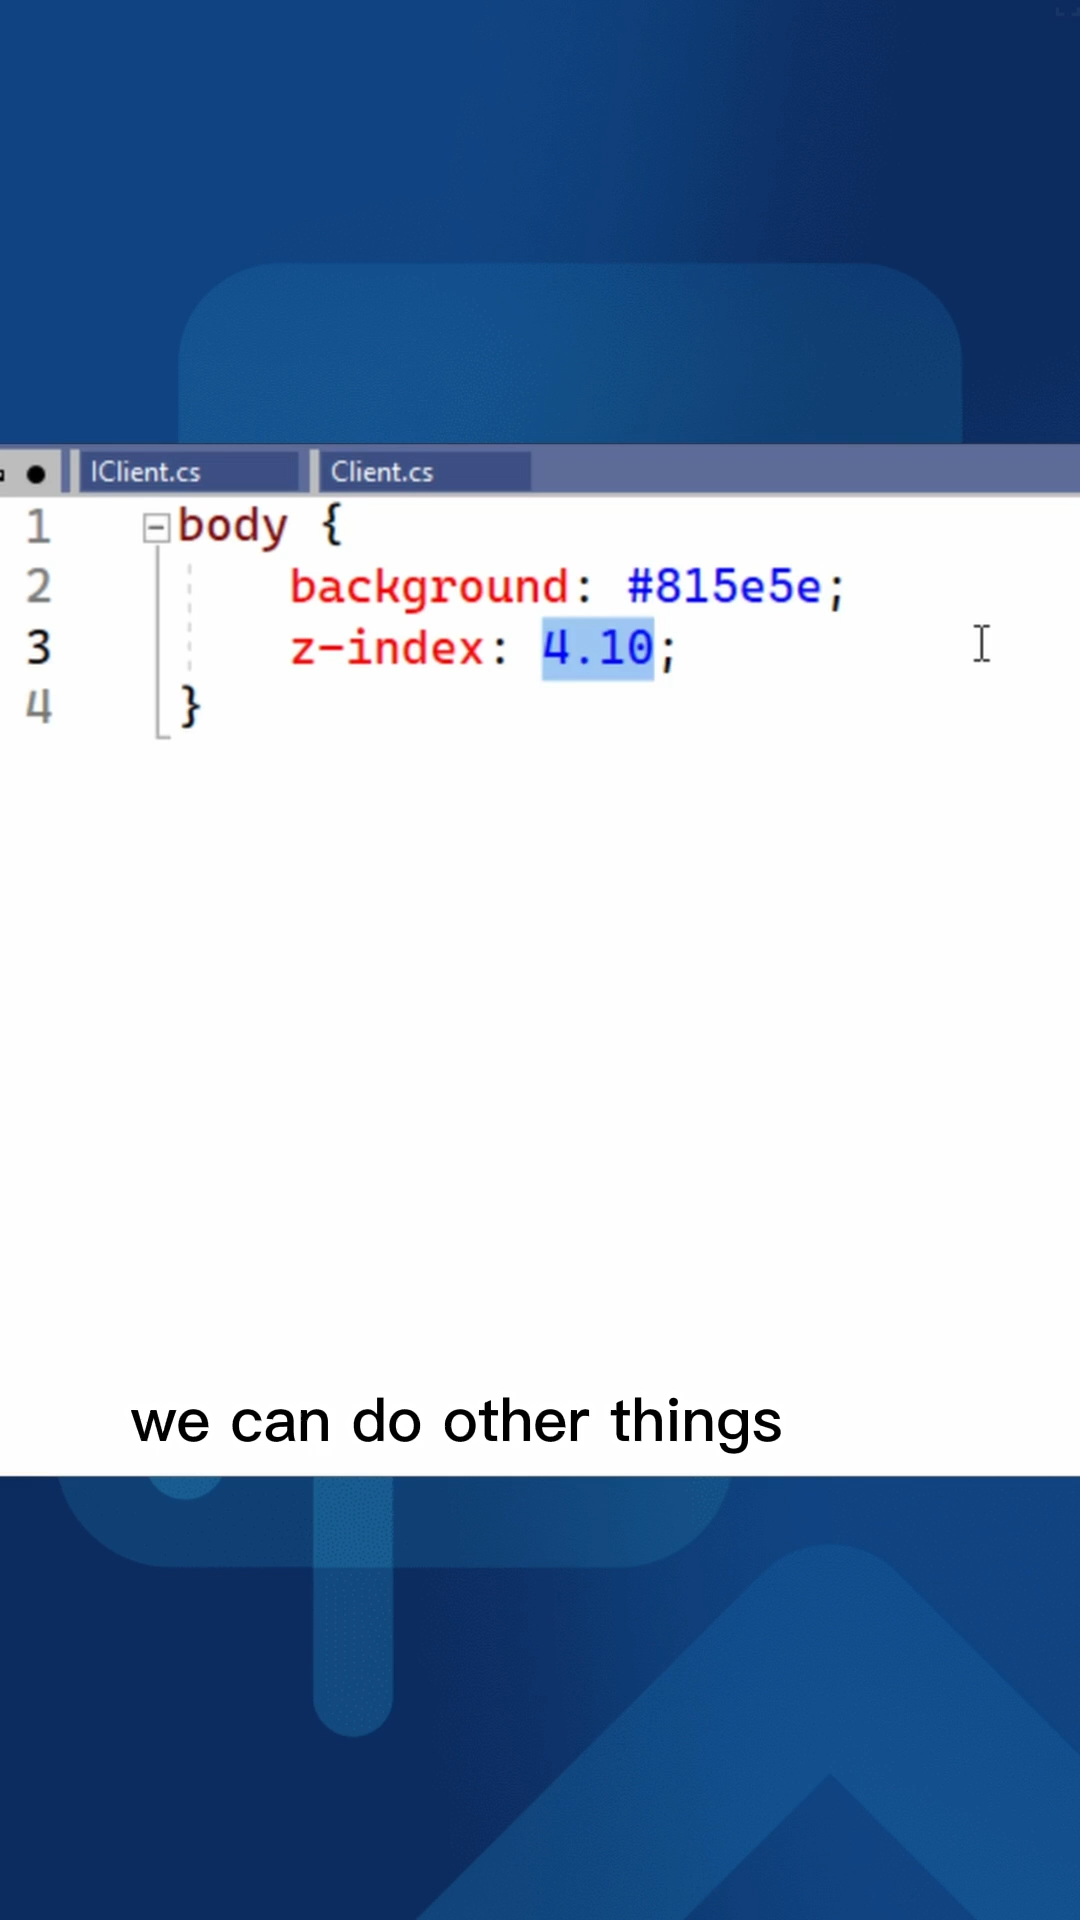 IClient.cs
Client.cs
1 body {
2 background: #815e5e;
3 z-index: 4.10;
4 }
we can do other things